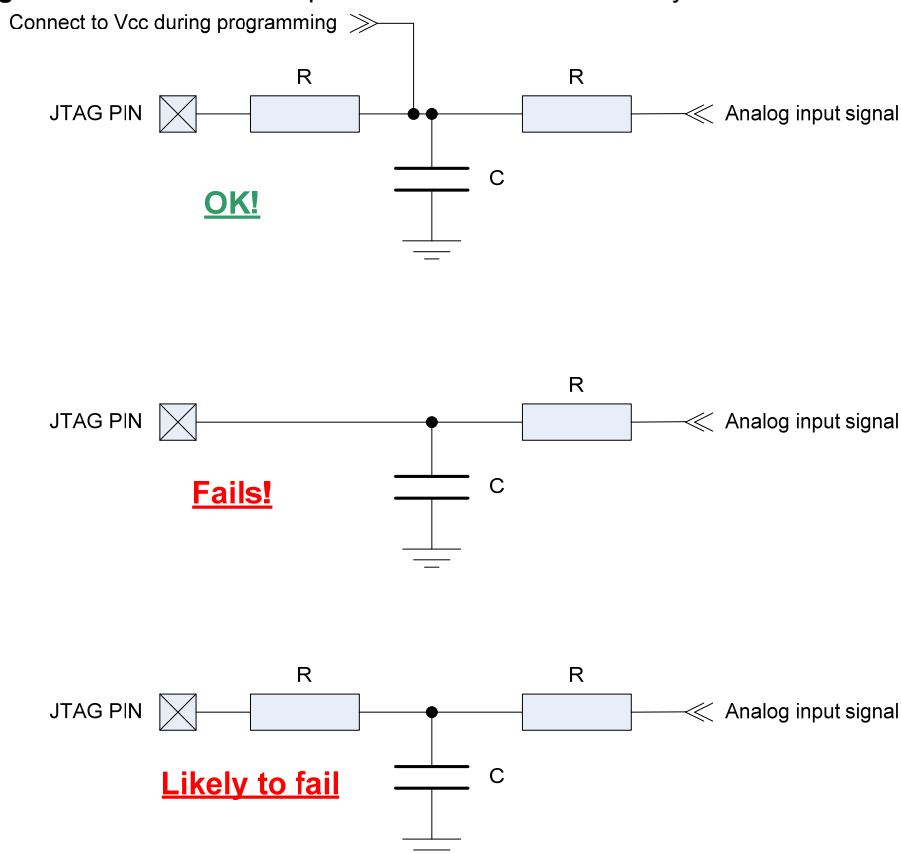 Connect to Vcc during programming
R
R
JTAG PIN
Analog input signal
C
OK!
R
JTAG PIN
Analog input signal
C
Fails!
R
R
JTAG PIN
Analog input signal
C
Likely to fail